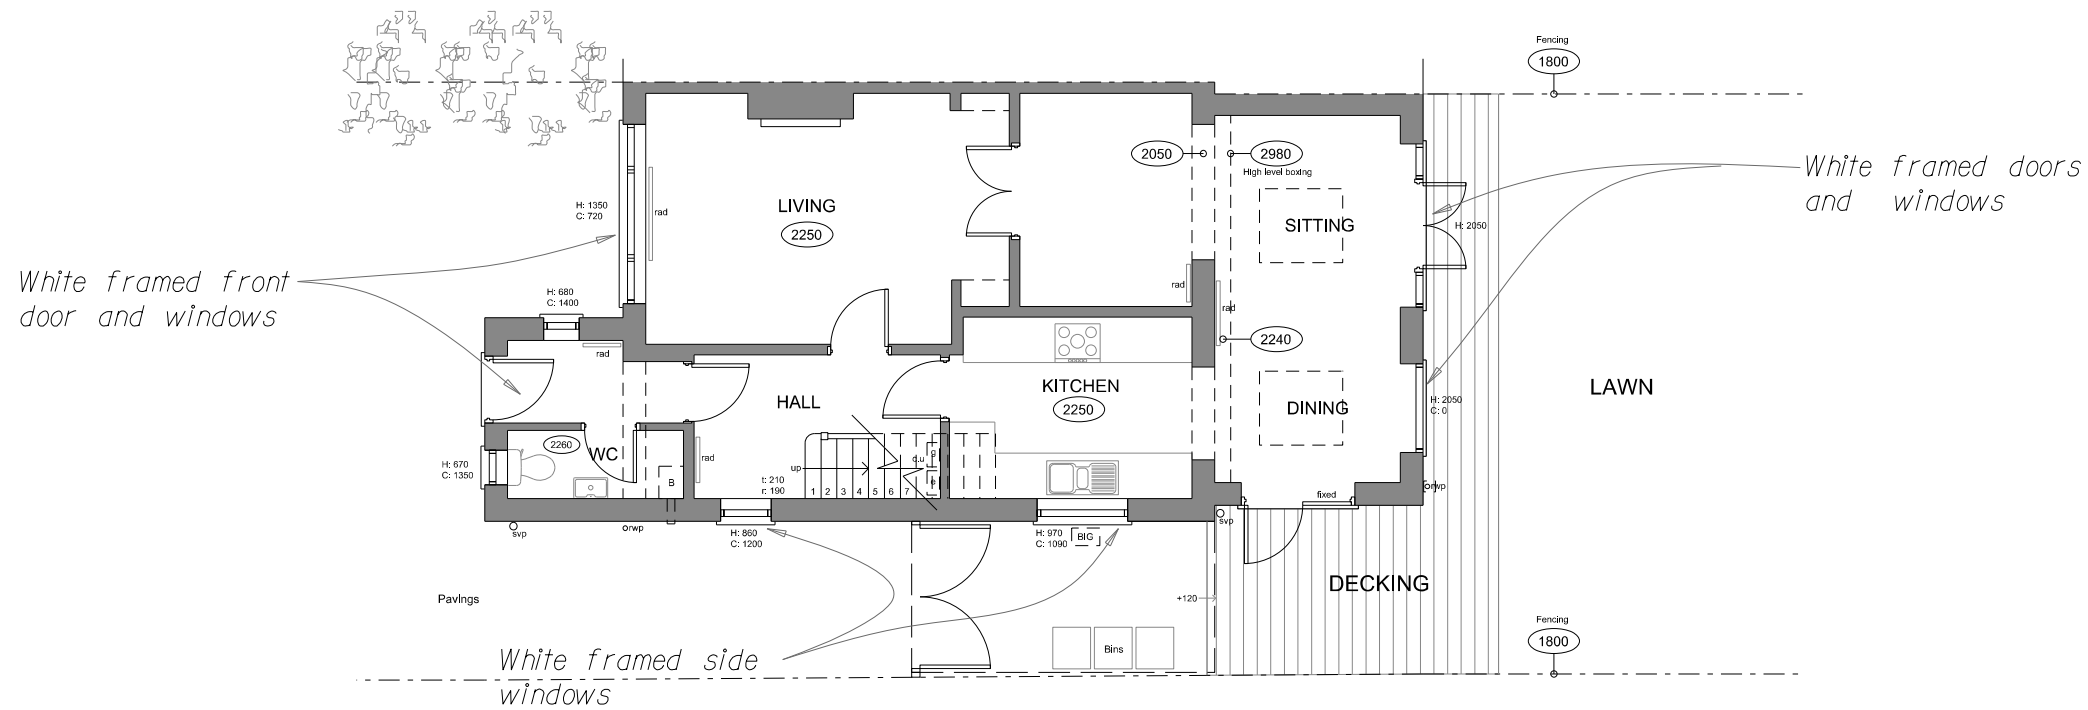 Fencing
1800
2050
2980
High level boxing
White framed doors
and windows
H: 1350
C: 720
rad
LIVING
2250
SITTING
H: 2050
White framed front
door and windows
H: 680
C: 1400
rad
rad
rad
2240
rad
KITCHEN
2250
HALL
DINING
H: 2050
C: 0
LAWN
2260
WC
H: 670
C: 1350
rad
B
up
1 2 3 4 5 6 7
d.u
g
e
t: 210
r: 190
fixed
rwp
svp
rwp
svp
H: 860
C: 1200
H: 970
C: 1090
BIG
DECKING
Pavings
+120
Bins
Fencing
1800
White framed side
windows